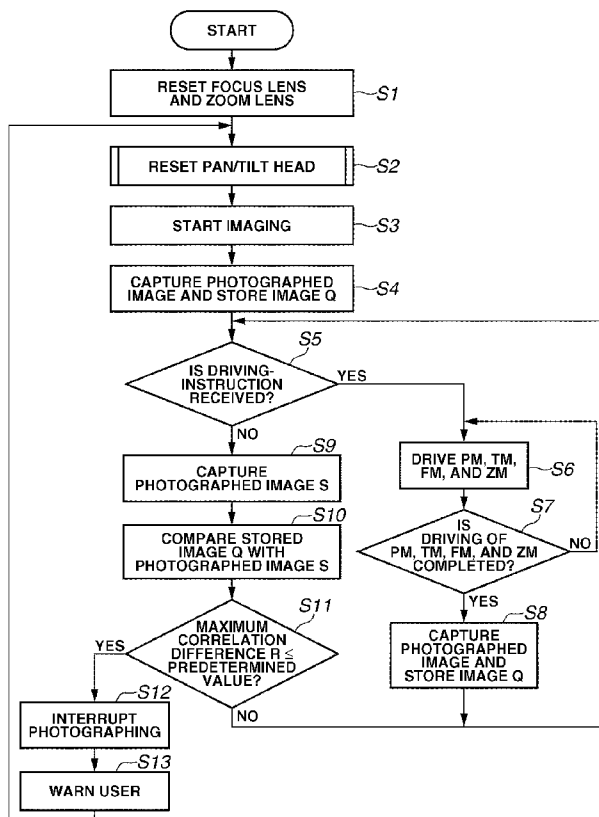 START
RESET FOCUS LENS
AND ZOOM LENS
S1
RESET PAN/TILT HEAD
S2
START IMAGING
S3
CAPTURE PHOTOGRAPHED
IMAGE AND STORE IMAGE Q
S4
S5
IS DRIVING-
INSTRUCTION
RECEIVED?
YES
NO
DRIVE PM, TM,
FM, AND ZM
S6
S7
IS
DRIVING OF
PM, TM, FM, AND ZM
COMPLETED?
NO
YES
S8
CAPTURE
PHOTOGRAPHED
IMAGE AND
STORE IMAGE Q
S9
CAPTURE
PHOTOGRAPHED IMAGE S
S10
COMPARE STORED
IMAGE Q WITH
PHOTOGRAPHED IMAGE S
S11
MAXIMUM
CORRELATION
DIFFERENCE R ≤
PREDETERMINED
VALUE?
YES
NO
S12
INTERRUPT
PHOTOGRAPHING
S13
WARN USER